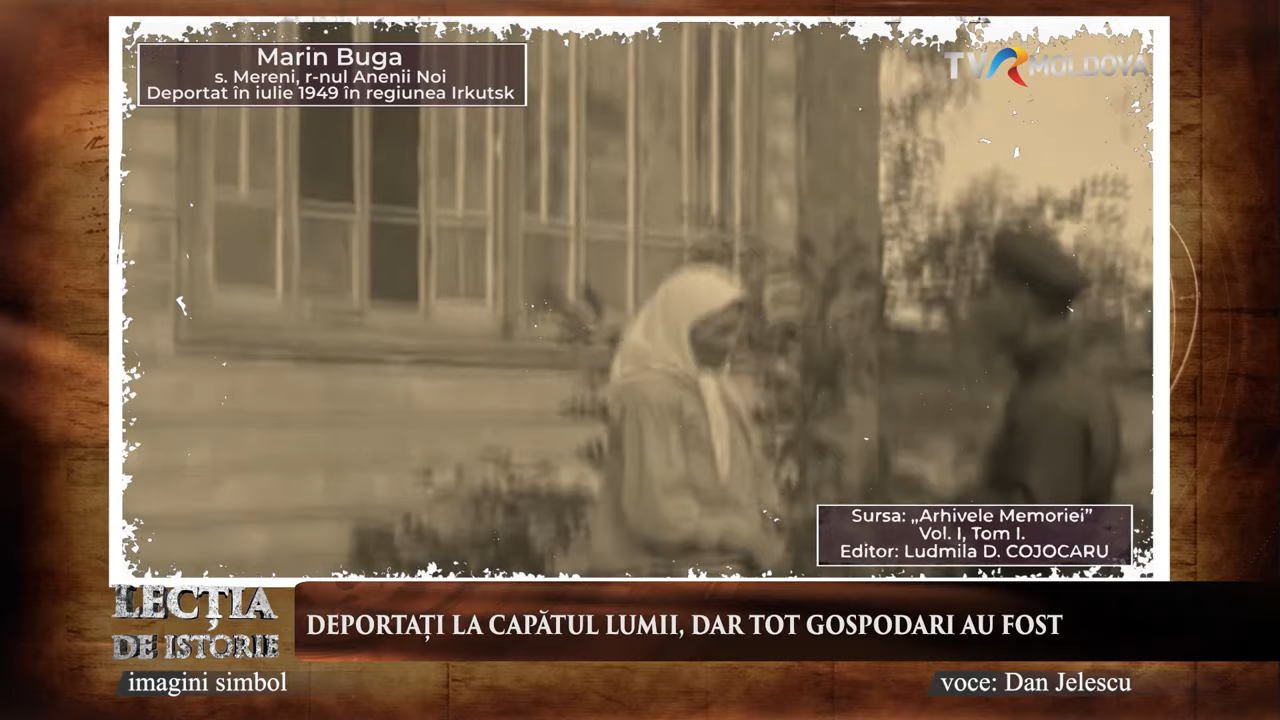 Marin Buga
s. Mereni, r-nul Anenii Noi
Deportat în iulie 1949 în regiunea Irkutsk
TVR MOLDOVA
Sursa: „Arhivele Memoriei”
Vol. I, Tom I.
Editor: Ludmila D. COJOCARU
LECȚIA
DE ISTORIE
DEPORTAȚI LA CAPĂTUL LUMII, DAR TOT GOSPODARI AU FOST
imagini simbol
voce: Dan Jelescu